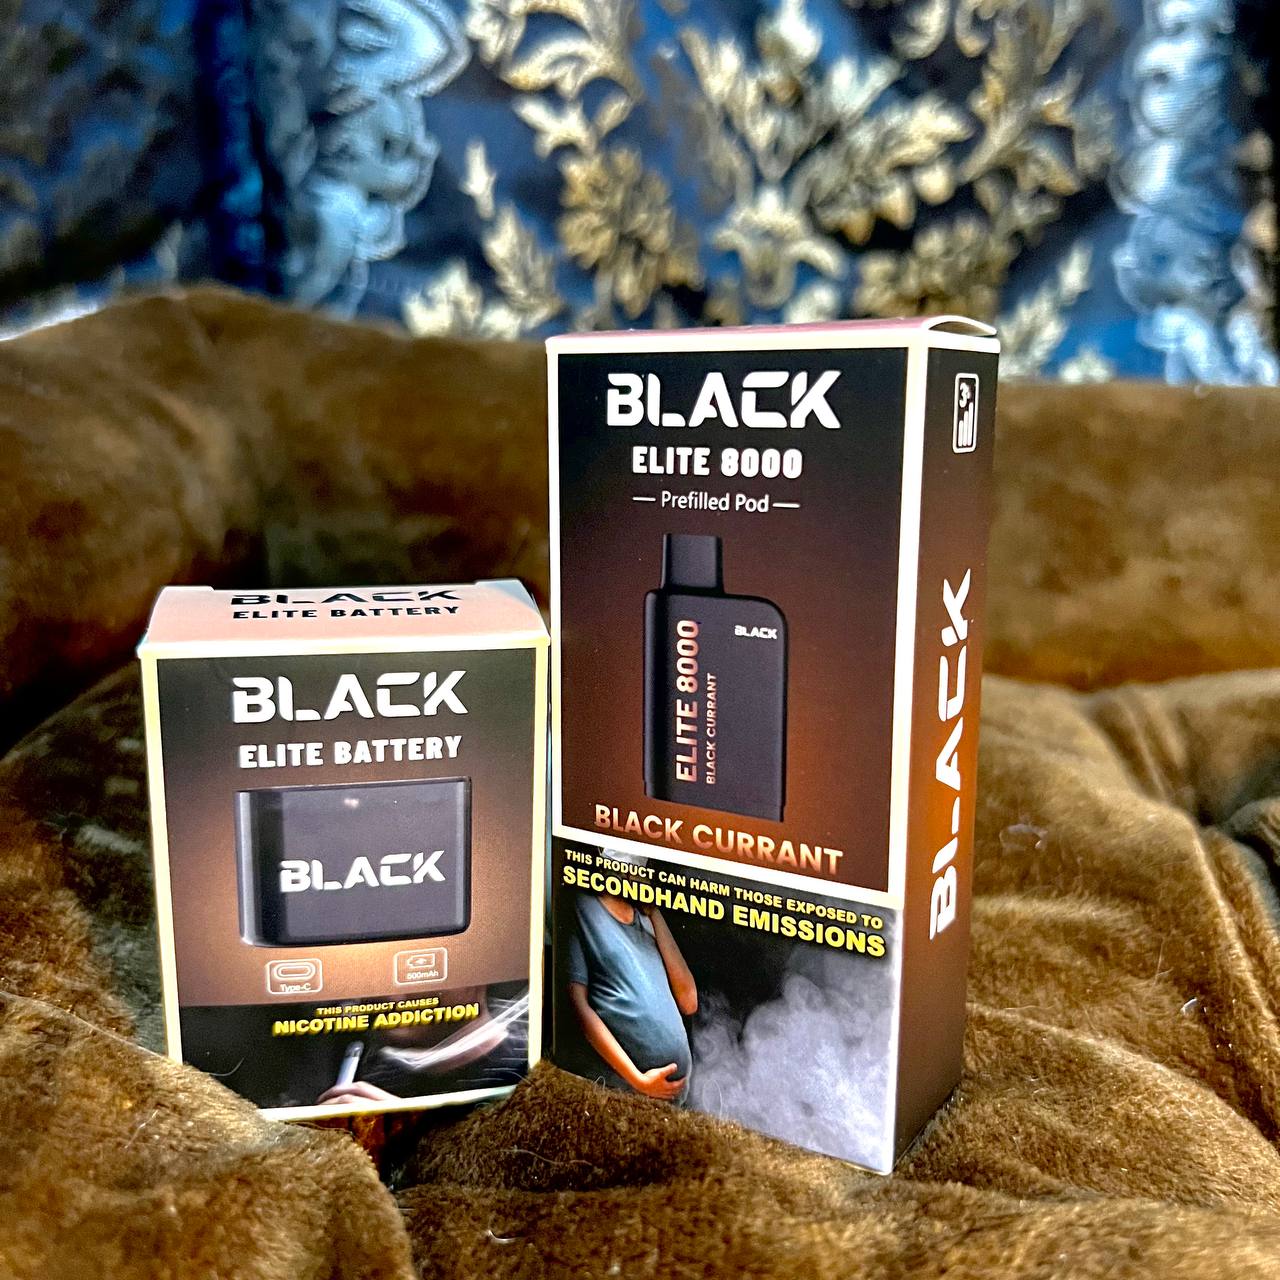 BLACK
ELITE BATTERY
BLACK
ELITE BATTERY
BLACK
Type-C
500mAh
THIS PRODUCT CAUSES
NICOTINE ADDICTION
BLACK
ELITE 8000
Prefilled Pod
BLACK
ELITE 8000
BLACK CURRANT
BLACK CURRANT
THIS PRODUCT CAN HARM THOSE EXPOSED TO
SECONDHAND EMISSIONS
3%
BLACK